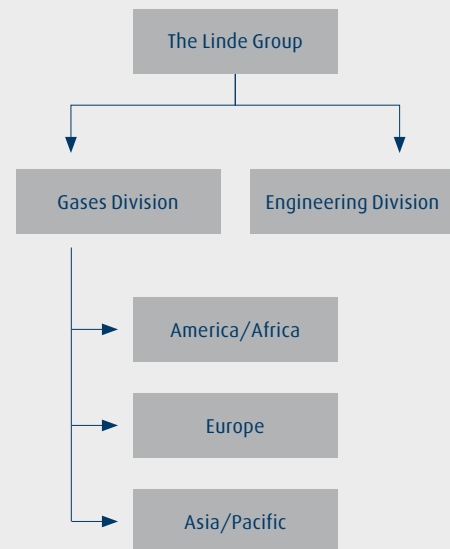 The Linde Group
Gases Division
Engineering Division
America/Africa
Europe
Asia/Pacific